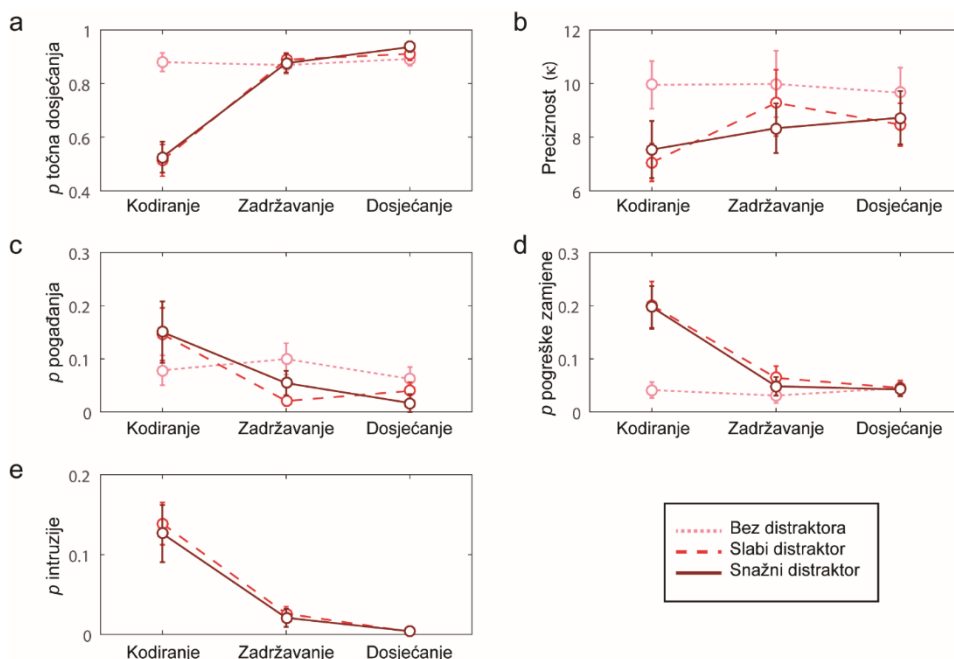 a
1
0.8
0.6
0.4
p točna dosjećanja
Kodiranje Zadržavanje Dosjećanje
b
12
10
8
6
Preciznost (κ)
Kodiranje Zadržavanje Dosjećanje
c
0.3
0.2
0.1
0
p pogađanja
Kodiranje Zadržavanje Dosjećanje
d
0.3
0.2
0.1
0
p pogreške zamjene
Kodiranje Zadržavanje Dosjećanje
e
0.2
0.1
0
p intruzije
Kodiranje Zadržavanje Dosjećanje
Bez distraktora
Slabi distraktor
Snažni distraktor